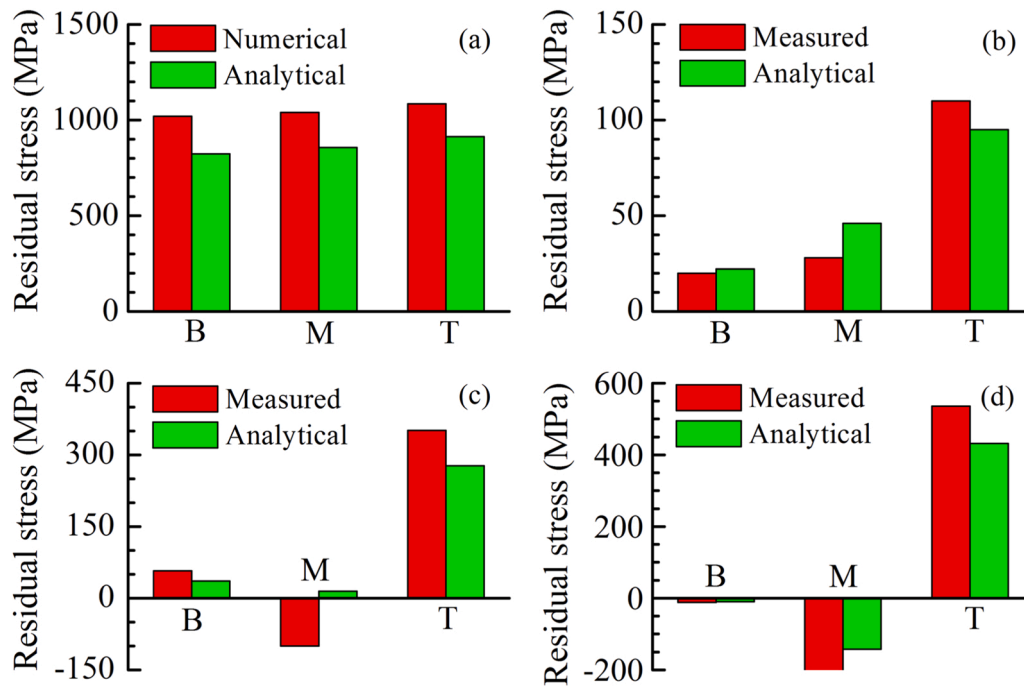 Residual stress (MPa)
1500
1000
500
0
Numerical
Analytical
(a)
B M T
Residual stress (MPa)
150
100
50
0
Measured
Analytical
(b)
B M T
Residual stress (MPa)
450
300
150
0
-150
Measured
Analytical
(c)
B M T
Residual stress (MPa)
600
400
200
0
-200
Measured
Analytical
(d)
B M T